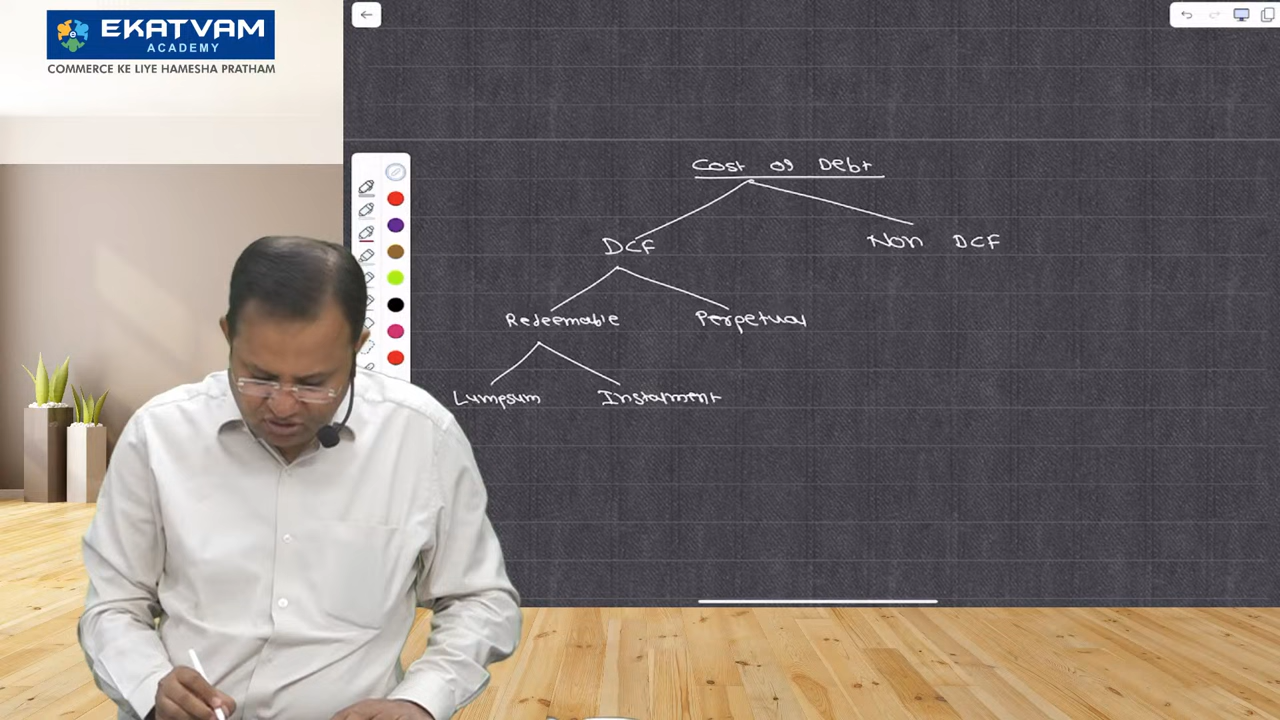 EKATVAM
ACADEMY
COMMERCE KE LIYE HAMESHA PRATHAM
Cost of Debt
DCF Non DCF
Redeemable Perpetual
Lumpsum Instalment